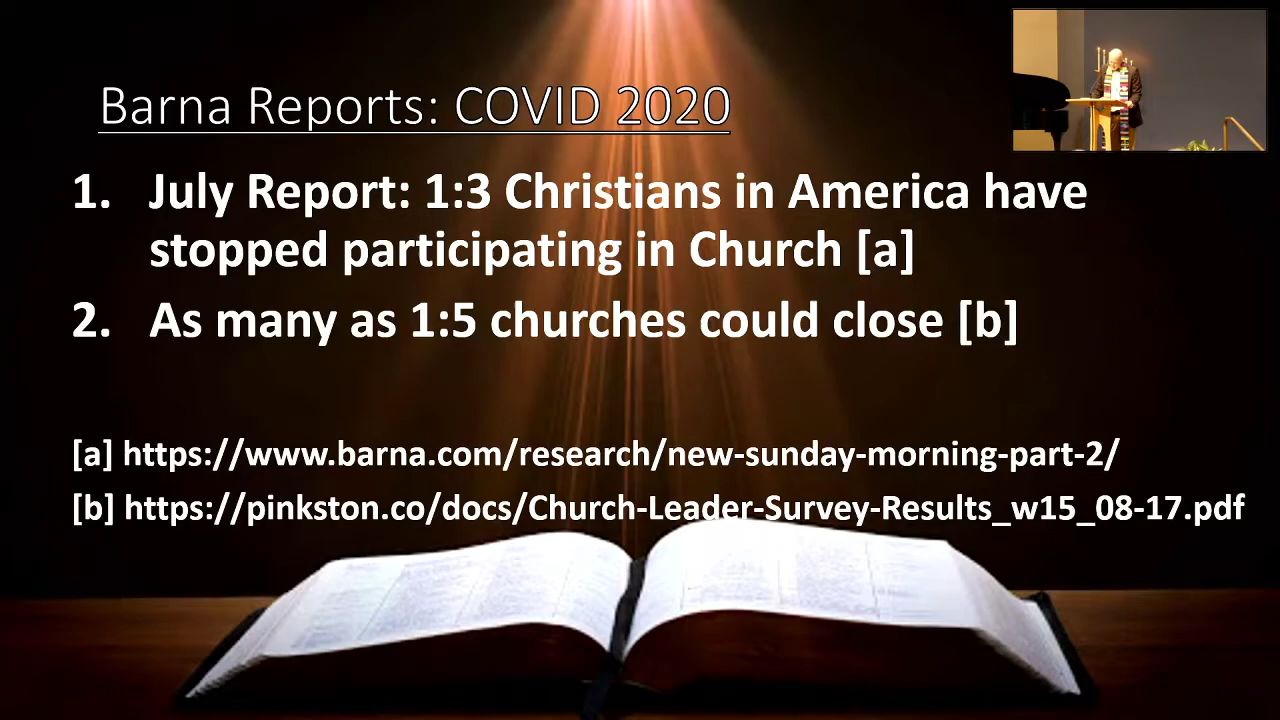 Barna Reports: COVID 2020
1. July Report: 1:3 Christians in America have
stopped participating in Church [a]
2. As many as 1:5 churches could close [b]
[a] https://www.barna.com/research/new-sunday-morning-part-2/
[b] https://pinkston.co/docs/Church-Leader-Survey-Results_w15_08-17.pdf